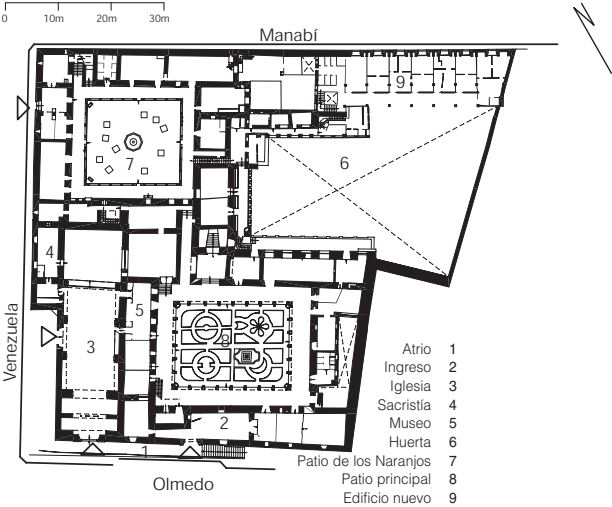 0 10m 20m 30m
N
Manabí
9
7
6
4
Venezuela
5
3
8
2
1
Olmedo
Atrio 1
Ingreso 2
Iglesia 3
Sacristía 4
Museo 5
Huerta 6
Patio de los Naranjos 7
Patio principal 8
Edificio nuevo 9